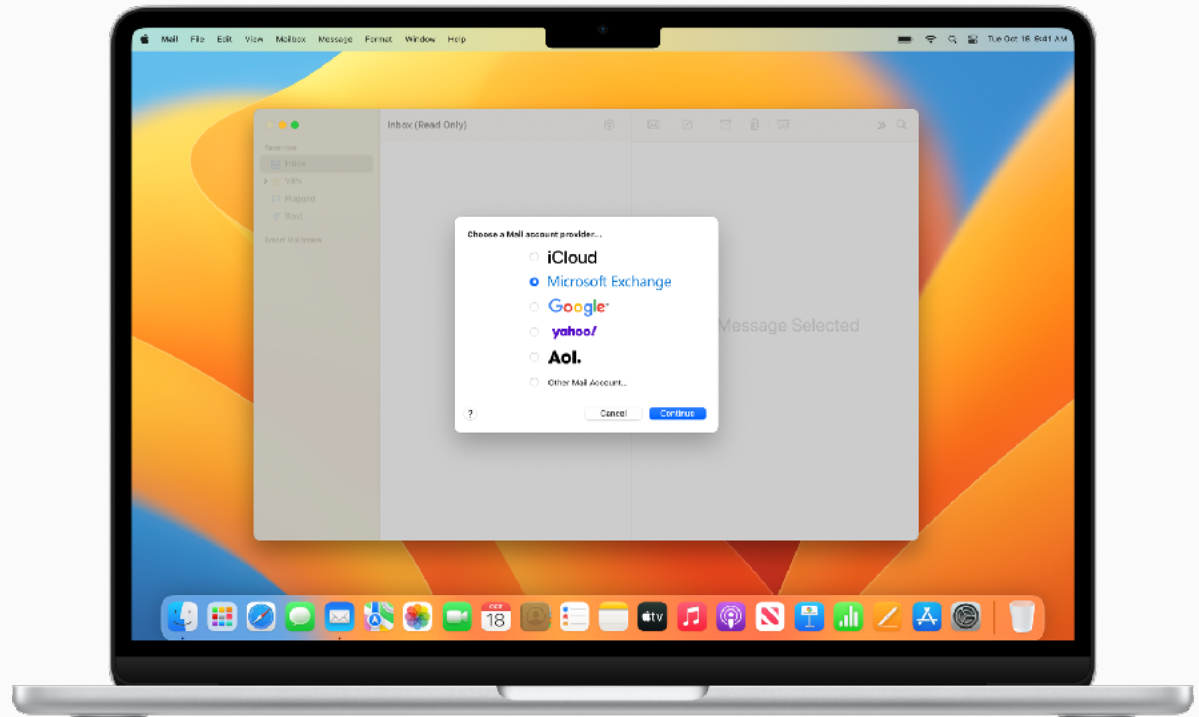 Mail File Edit View Mailbox Message Format Window Help
Tue Oct 18 9:41 AM
Inbox (Read Only)
Favorites
Inbox
VIPs
Flagged
Sent
Smart Mailboxes
Message Selected
Choose a Mail account provider...
iCloud
Microsoft Exchange
Google
yahoo!
Aol.
Other Mail Account...
?
Cancel
Continue
OCT
18
tv